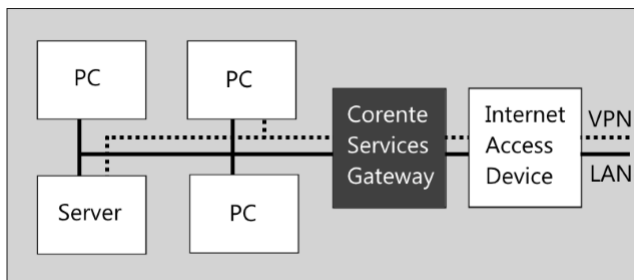 PC
PC
Corente
Services
Gateway
Internet
Access
Device
VPN
LAN
Server
PC